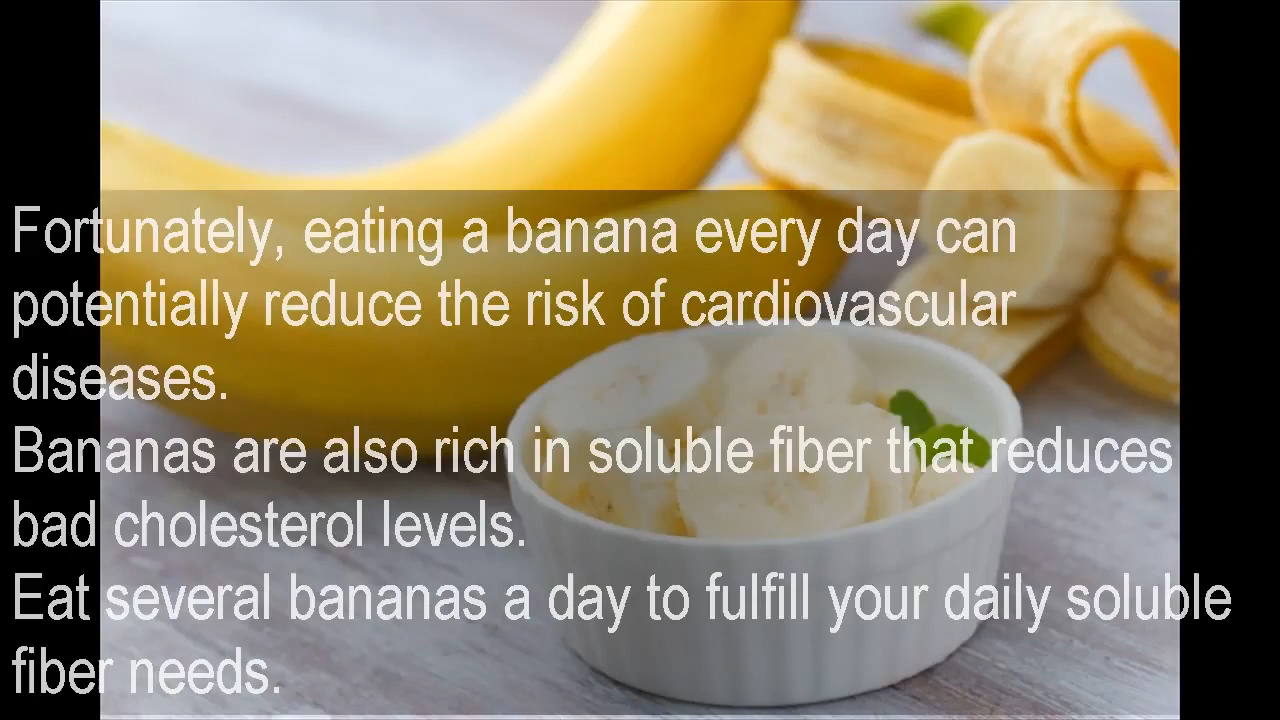 Fortunately, eating a banana every day can
potentially reduce the risk of cardiovascular
diseases.
Bananas are also rich in soluble fiber that reduces
bad cholesterol levels.
Eat several bananas a day to fulfill your daily soluble
fiber needs.